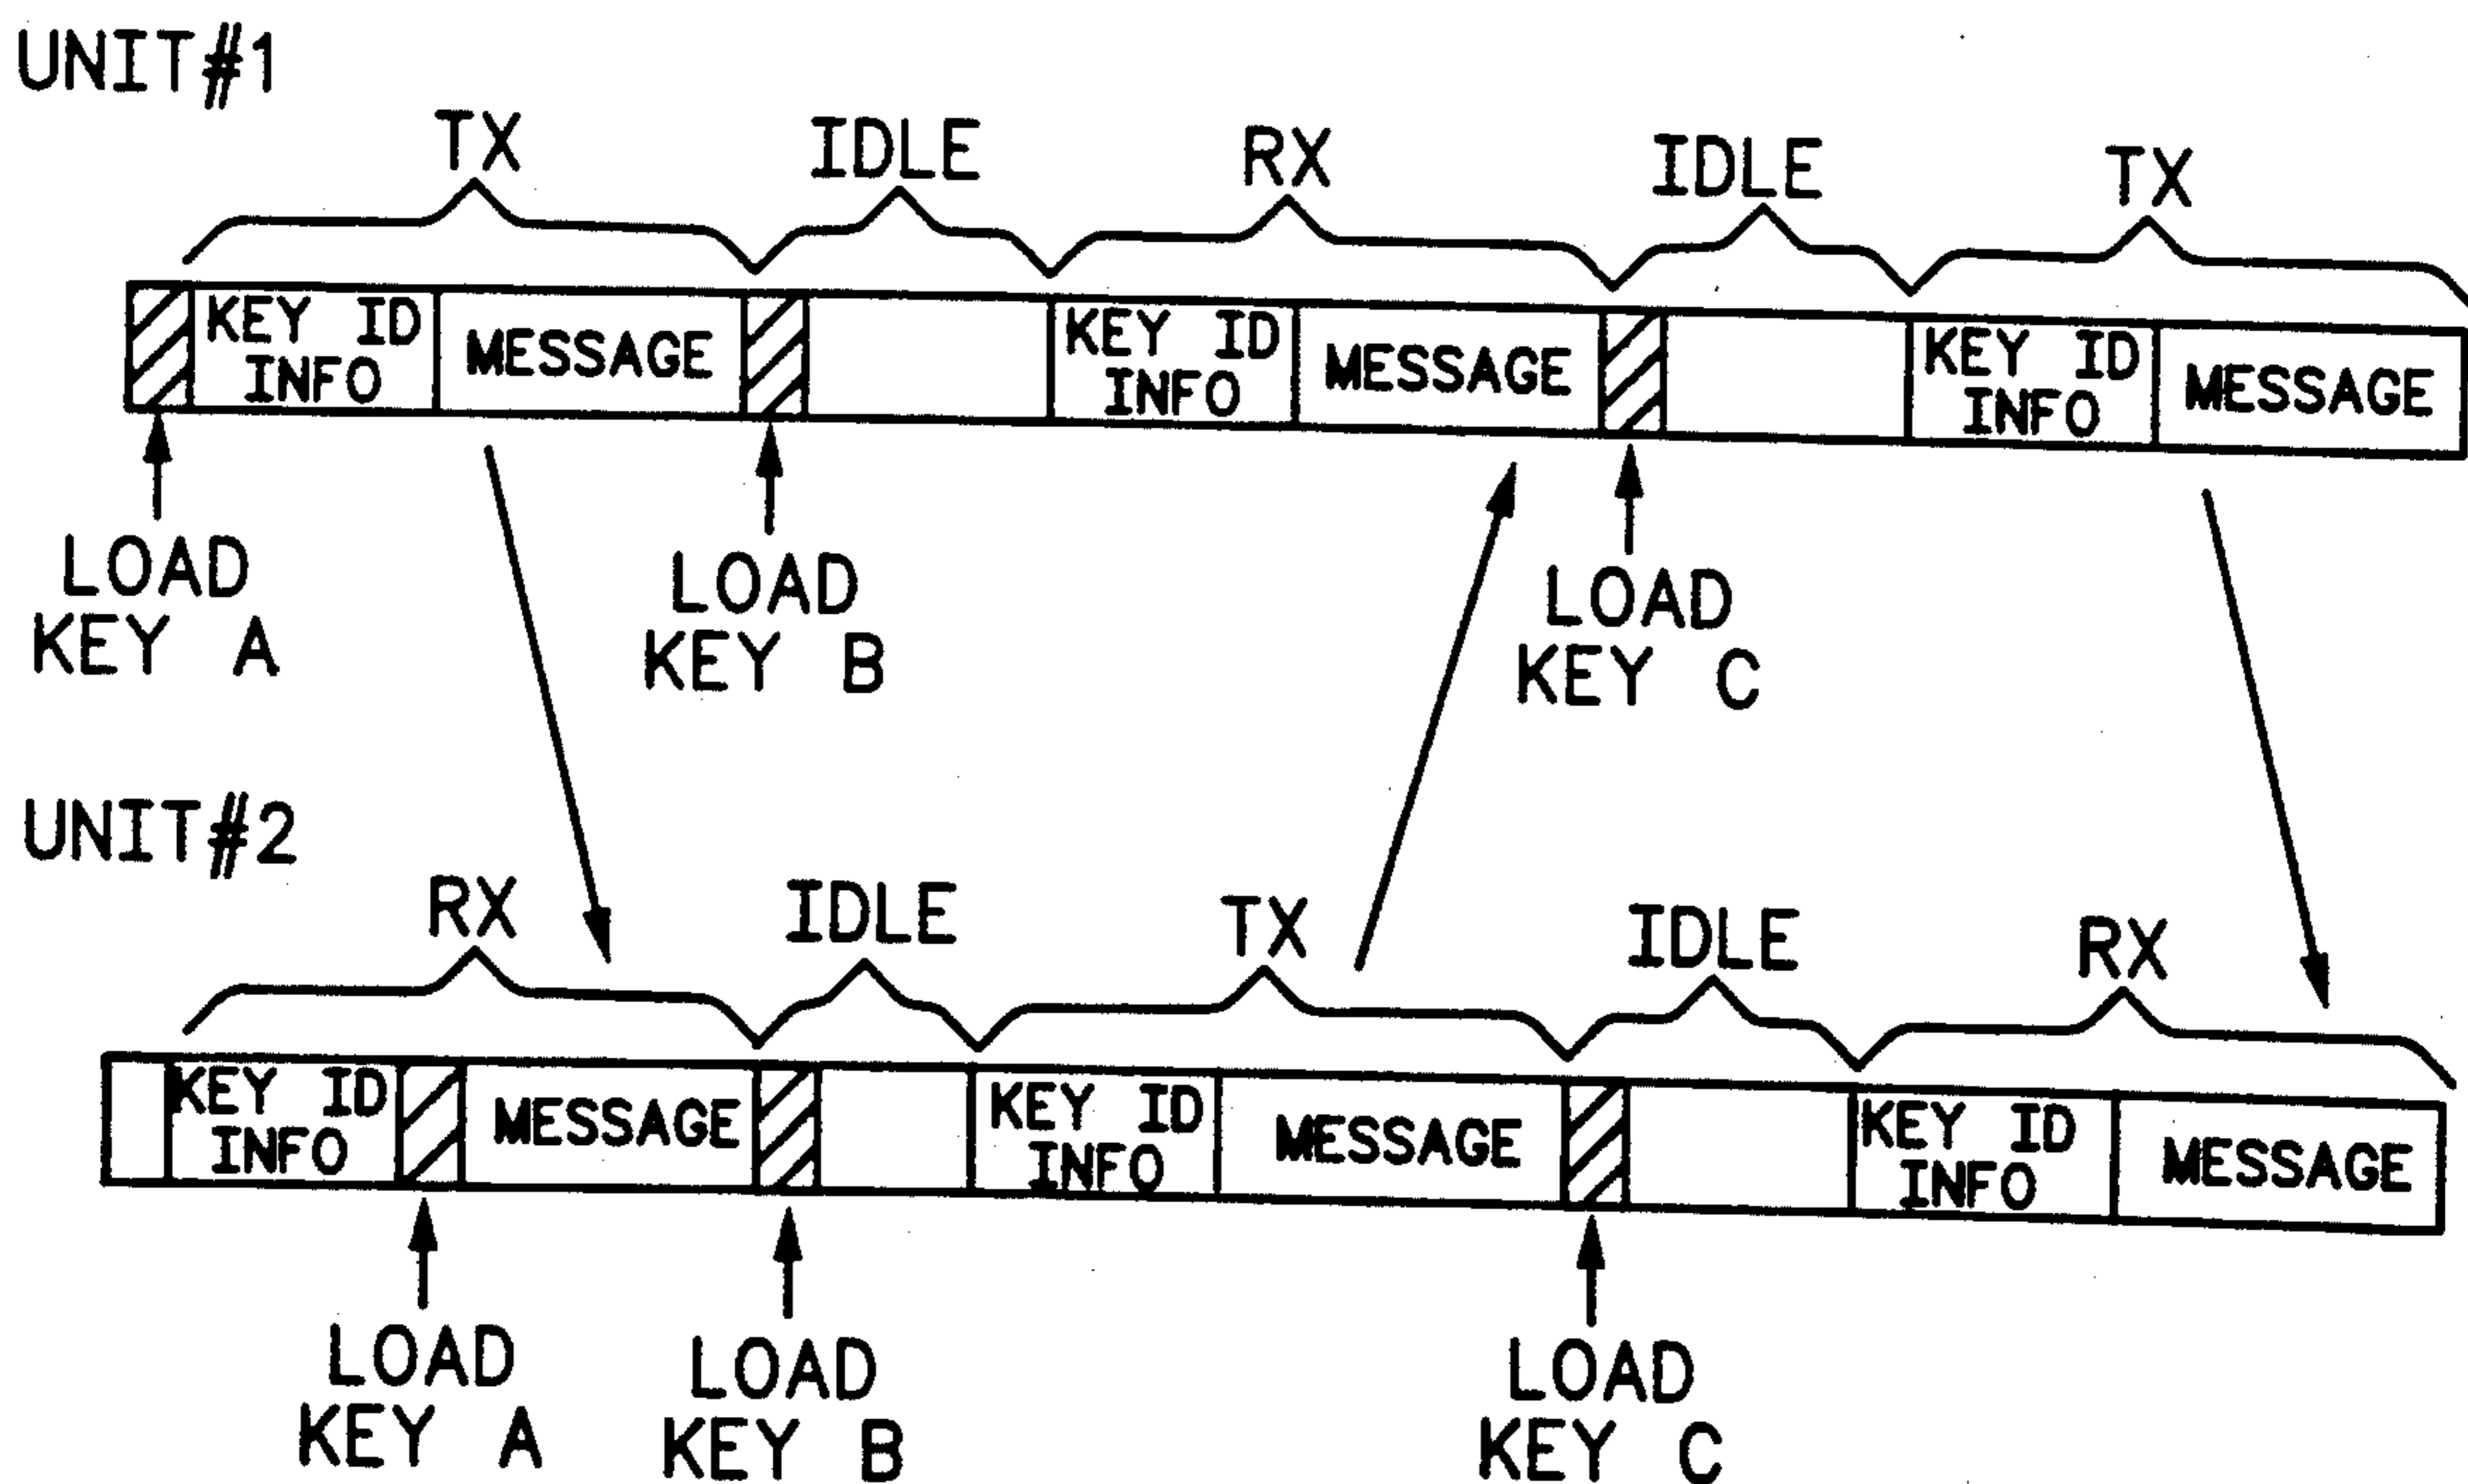 UNIT#1
TX IDLE RX IDLE TX
KEY ID INFO MESSAGE KEY ID INFO MESSAGE KEY ID INFO MESSAGE
LOAD KEY A
LOAD KEY B
LOAD KEY C
UNIT#2
RX IDLE TX IDLE RX
KEY ID INFO MESSAGE KEY ID INFO MESSAGE KEY ID INFO MESSAGE
LOAD KEY A
LOAD KEY B
LOAD KEY C